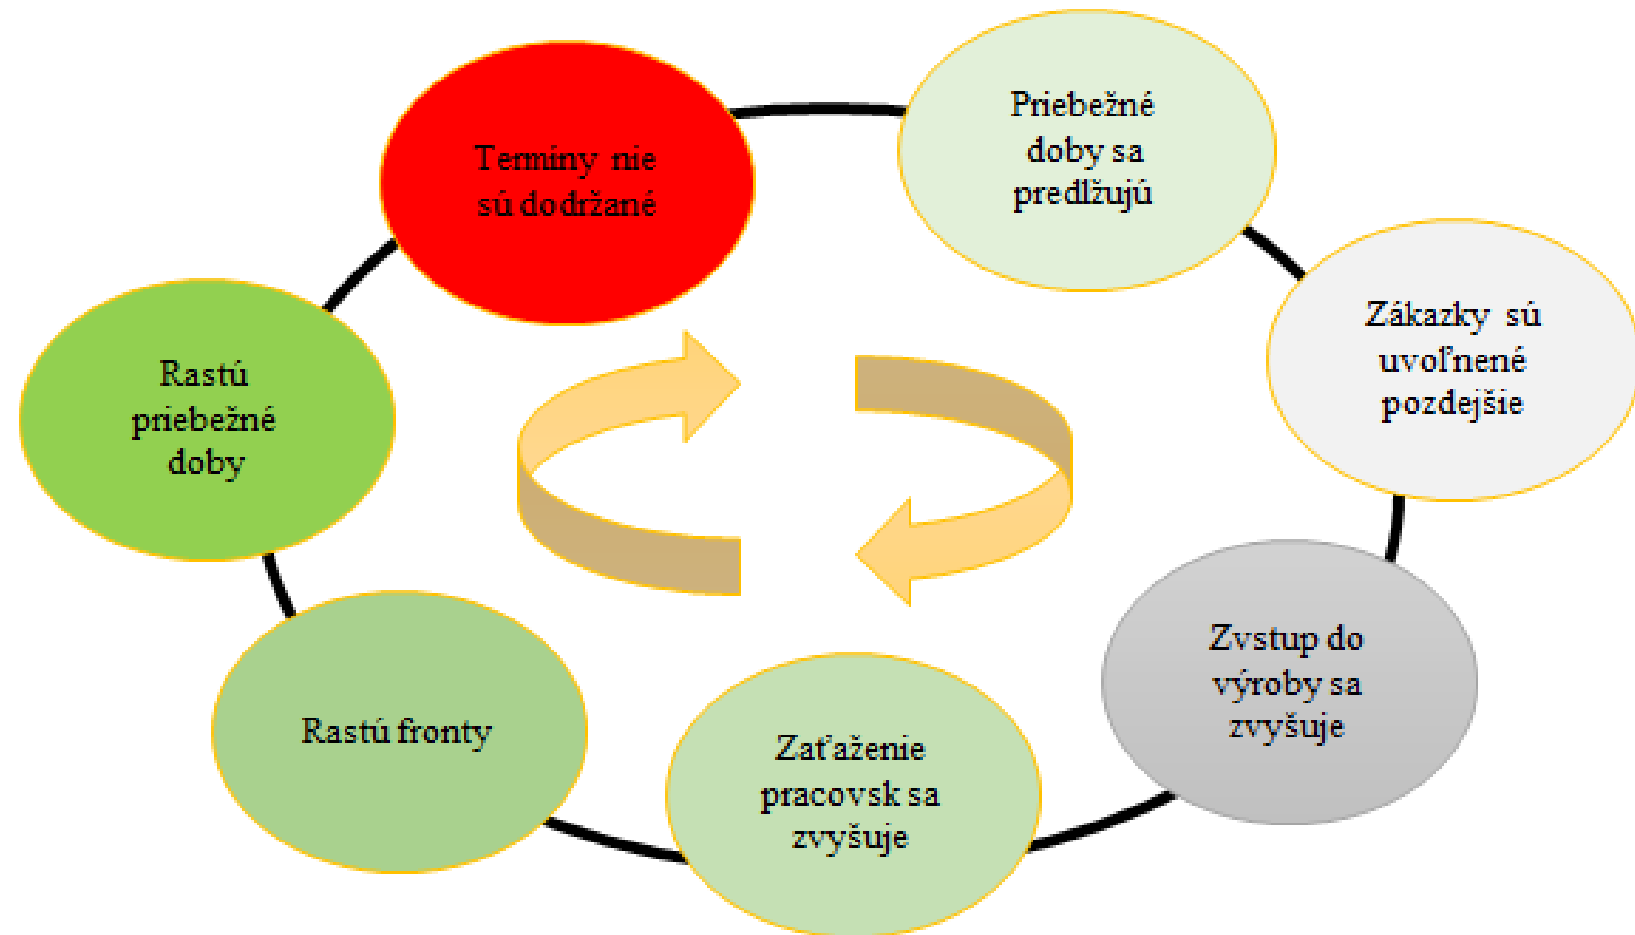 Terminy nie
sú dodržané
Priebežné
doby sa
predlžujú
Zákazky sú
uvoľnené
pozdejšie
Zvstup do
výroby sa
zvyšuje
Zaťaženie
pracovsk sa
zvyšuje
Rastú fronty
Rastú
priebežné
doby